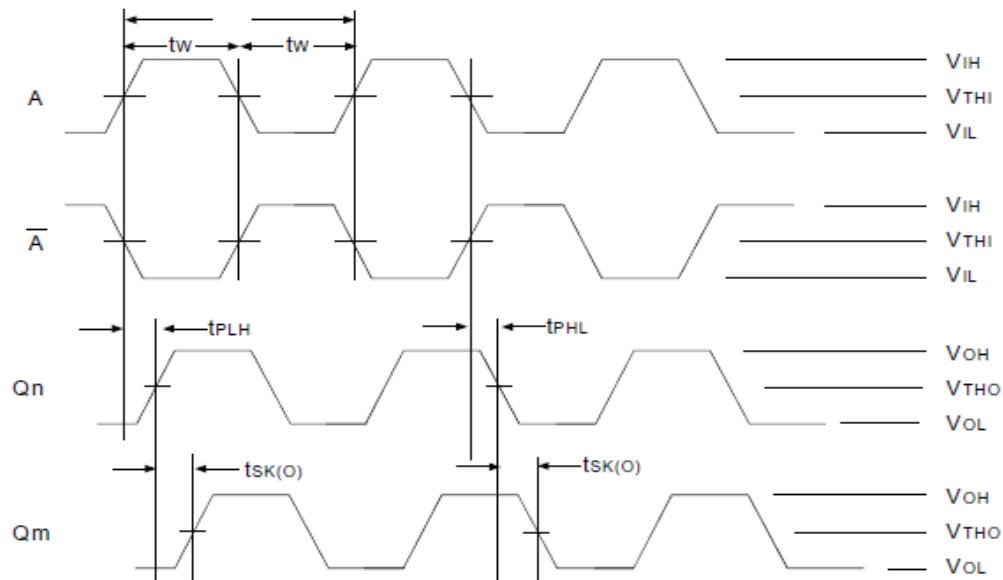 tW tW
A VIH
VTHI
VIL
A VIH
VTHI
VIL
tPLH tPHL
Qn VOH
VTHO
VOL
tSK(O) tSK(O)
Qm VOH
VTHO
VOL